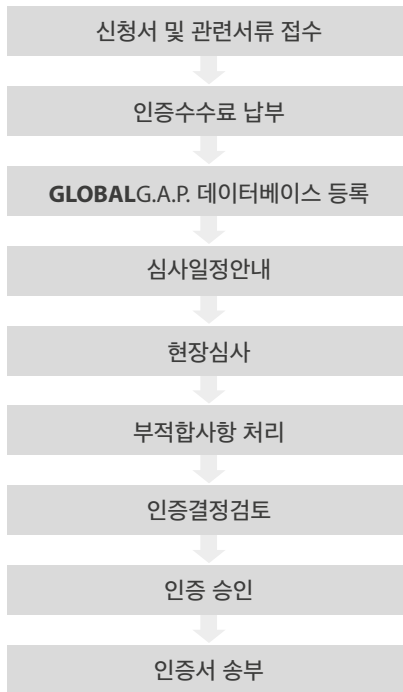 신청서 및 관련서류 접수
인증수수료 납부
GLOBALG.A.P. 데이터베이스 등록
심사일정안내
현장심사
부적합사항 처리
인증결정검토
인증 승인
인증서 송부